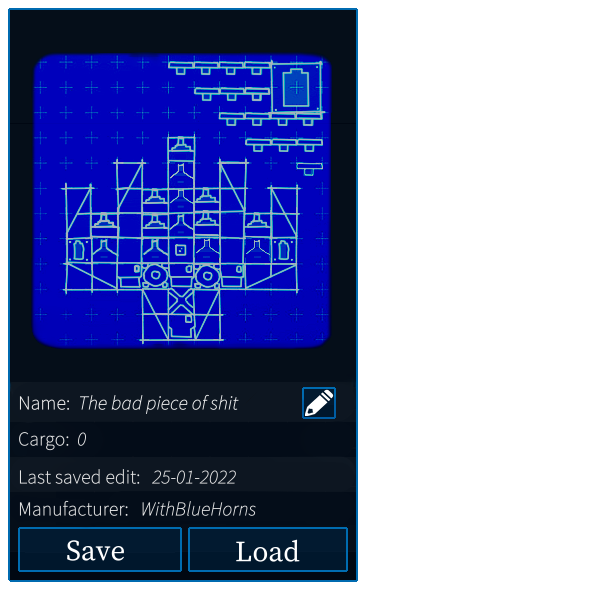 Name: The bad piece of shit
Cargo: 0
Last saved edit: 25-01-2022
Manufacturer: WithBlueHorns
Save Load